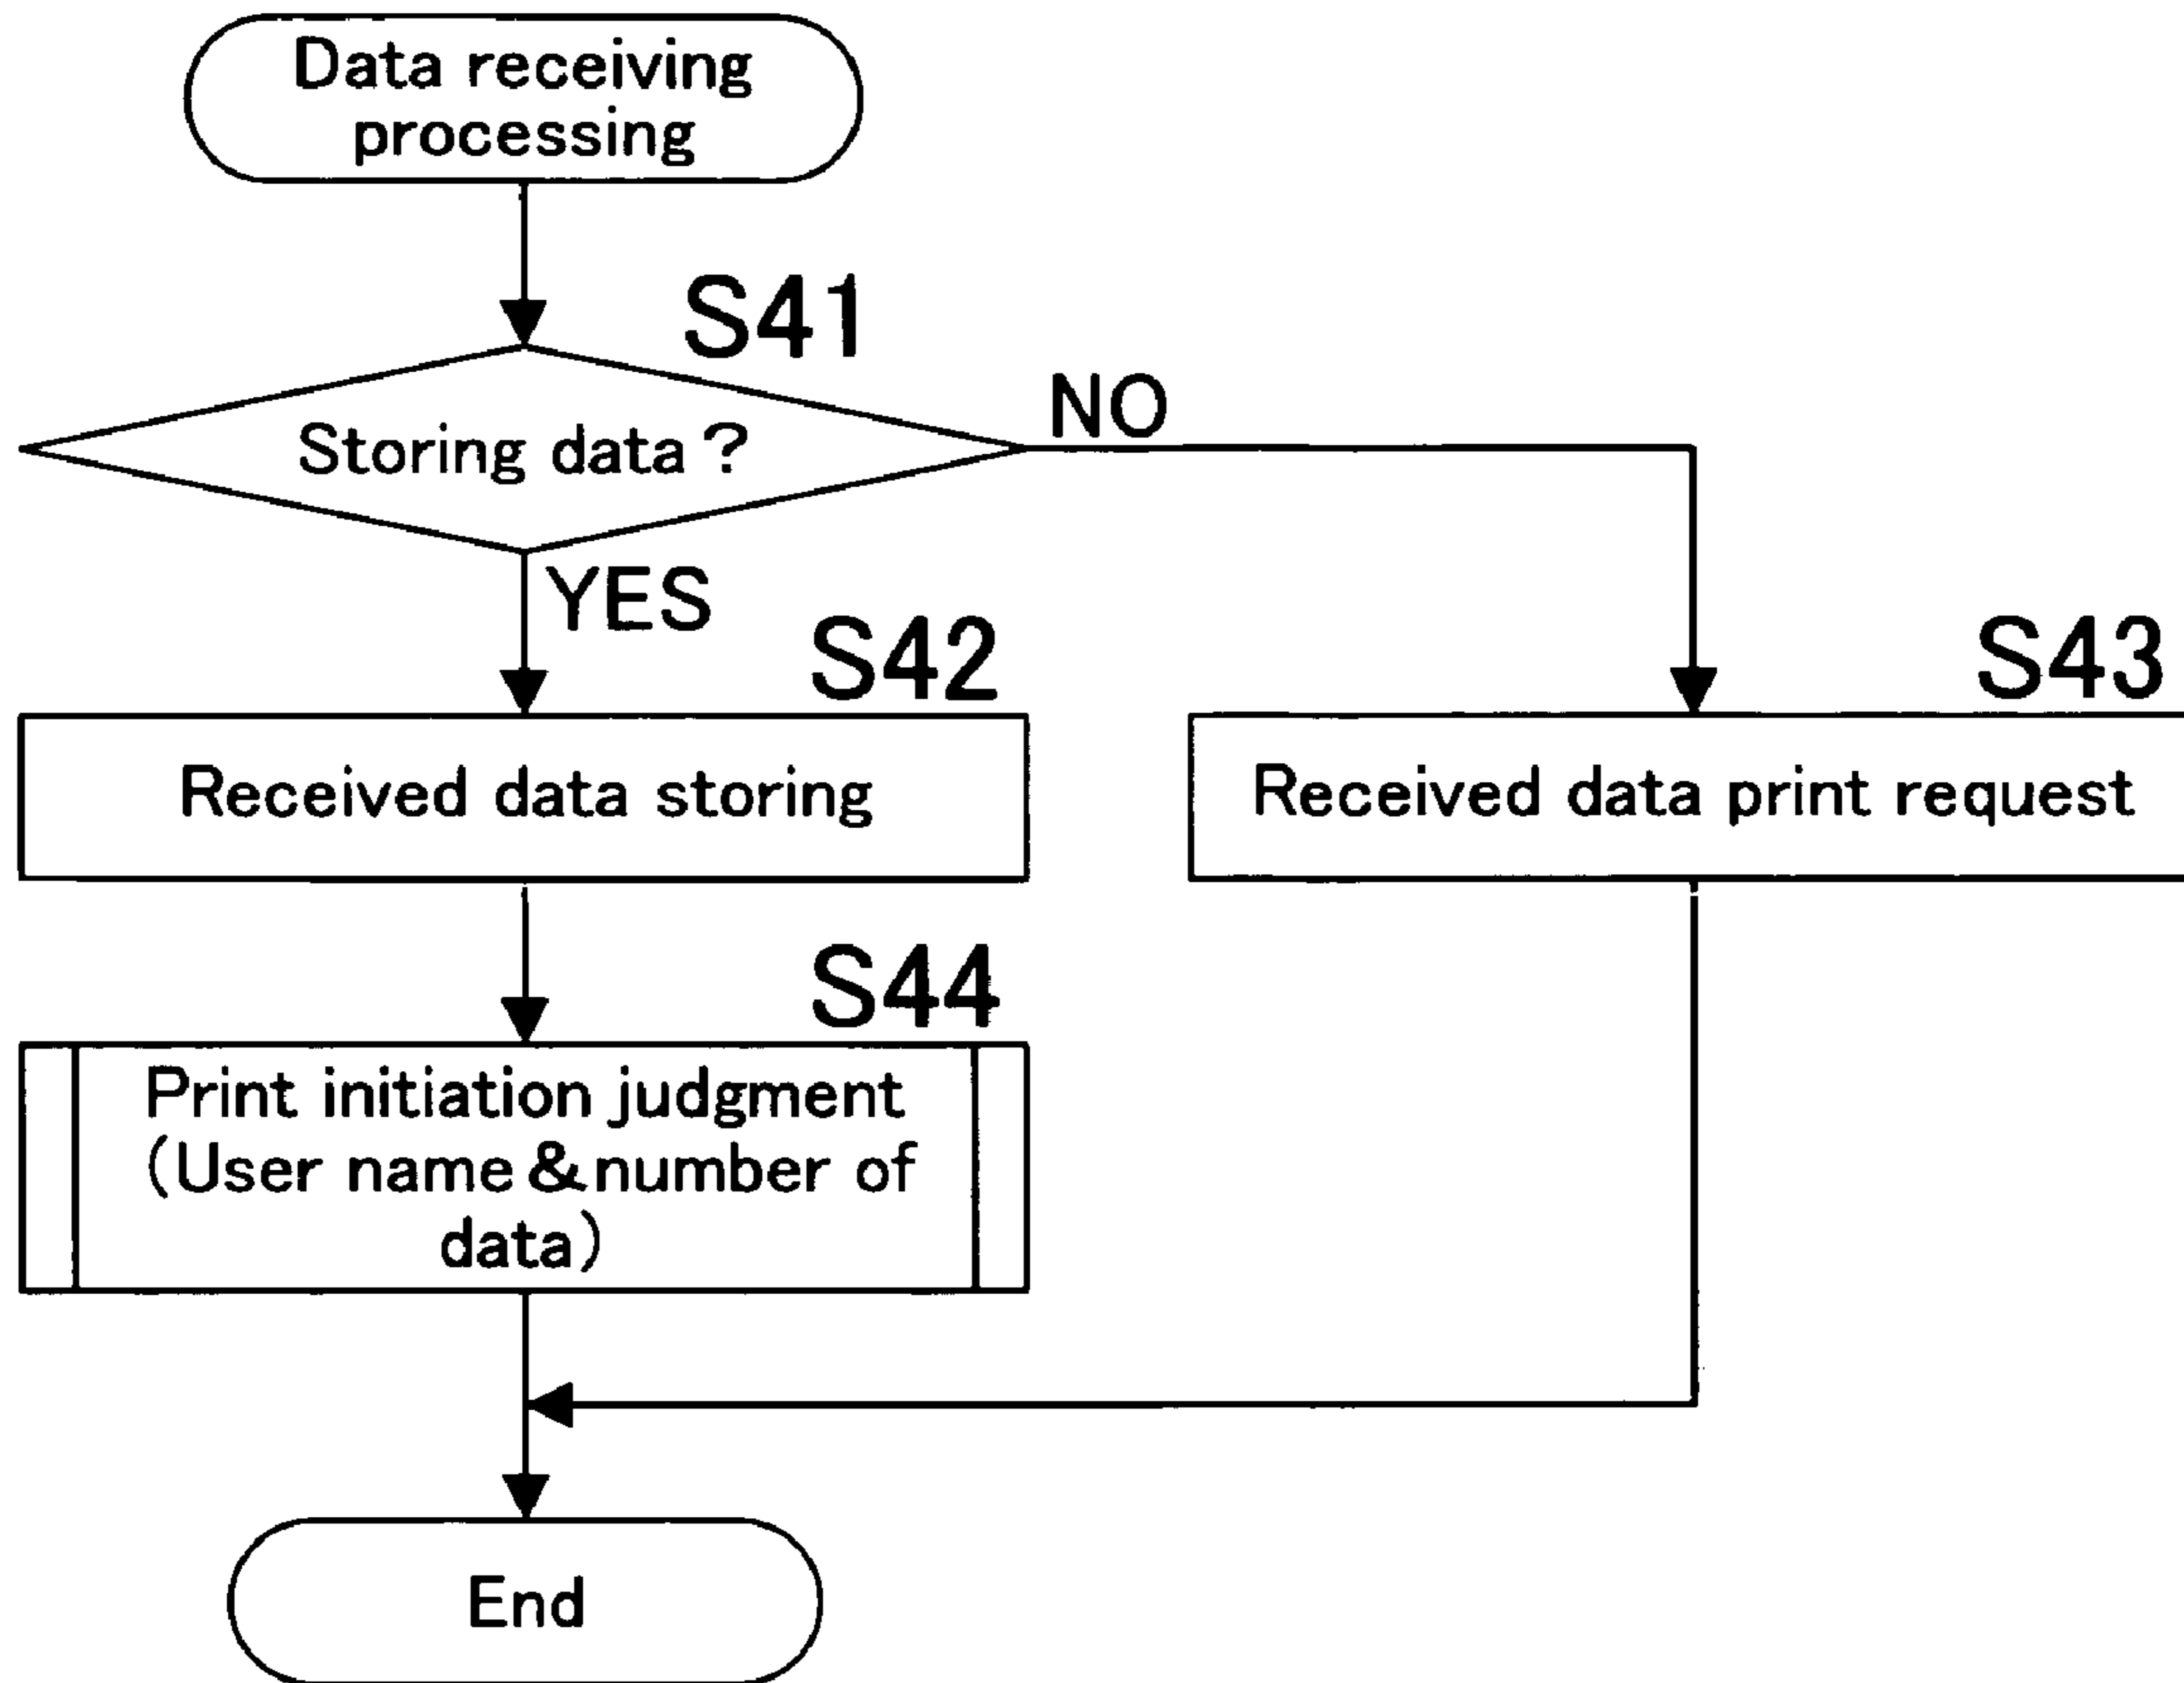 Data receiving
processing
S41
Storing data?
NO
YES
S42
S43
Received data storing
Received data print request
S44
Print initiation judgment
(User name & number of
data)
End